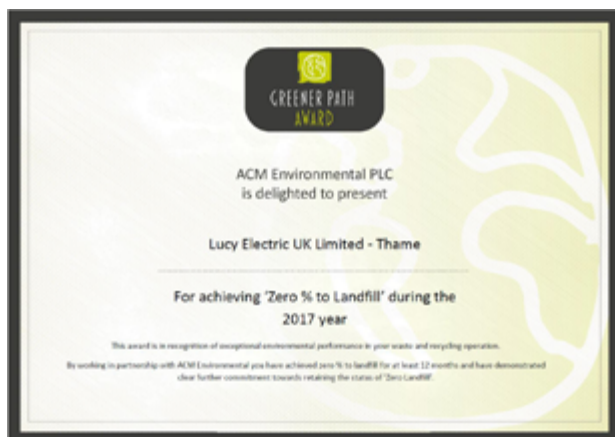 GREENER PATH
AWARD
ACM Environmental PLC
is delighted to present
Lucy Electric UK Limited - Thame
For achieving 'Zero % to Landfill' during the
2017 year
This award is in recognition of exceptional environmental performance in your waste and recycling operation.
By working in partnership with ACM Environmental you have achieved zero % to landfill for at least 12 months and have demonstrated
clear further commitment towards retaining the status of 'Zero Landfill'.